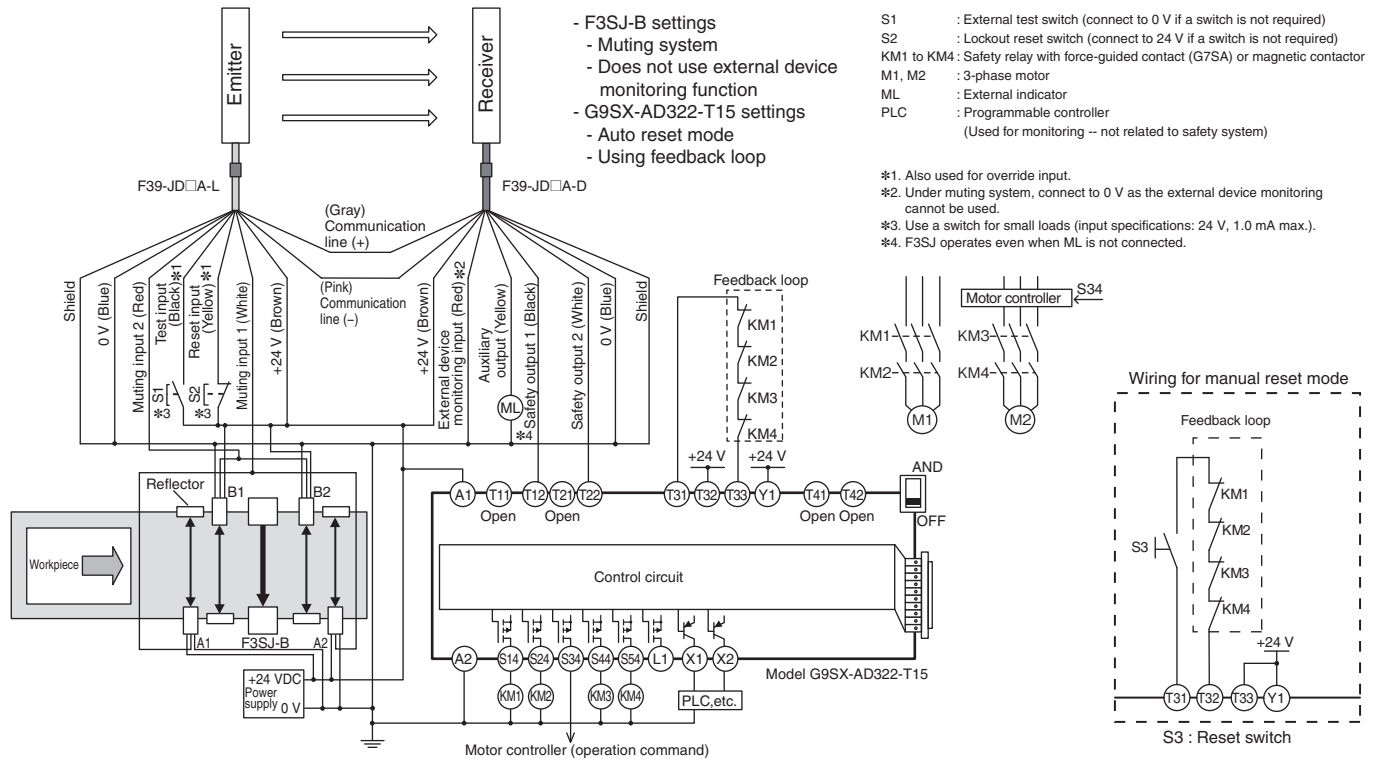 Emitter
Receiver
F39-JD□A-L
F39-JD□A-D
- F3SJ-B settings
- Muting system
- Does not use external device
monitoring function
- G9SX-AD322-T15 settings
- Auto reset mode
- Using feedback loop
S1 : External test switch (connect to 0 V if a switch is not required)
S2 : Lockout reset switch (connect to 24 V if a switch is not required)
KM1 to KM4 : Safety relay with force-guided contact (G7SA) or magnetic contactor
M1, M2 : 3-phase motor
ML : External indicator
PLC : Programmable controller
(Used for monitoring -- not related to safety system)
✻1. Also used for override input.
✻2. Under muting system, connect to 0 V as the external device monitoring
cannot be used.
✻3. Use a switch for small loads (input specifications: 24 V, 1.0 mA max.).
✻4. F3SJ operates even when ML is not connected.
(Gray)
Communication
line (+)
(Pink)
Communication
line (–)
Shield
0 V (Blue)
Muting input 2 (Red)
Test input
(Black)✻1
Reset input
(Yellow) ✻1
Muting input 1 (White)
+24 V (Brown)
S1
✻3
S2
✻3
+24 V (Brown)
External device
monitoring input (Red)✻2
Auxiliary
output (Yellow)
ML
✻4
Safety output 1 (Black)
Safety output 2 (White)
0 V (Blue)
Shield
Feedback loop
KM1
KM2
KM3
KM4
+24 V
+24 V
Motor controller
S34
KM1
KM3
KM2
KM4
M1
M2
A1
T11
T12
T21
T22
T31
T32
T33
Y1
T41
T42
Open
Open
Open
Open
AND
OFF
Reflector
B1
B2
Workpiece
A1
F3SJ-B
A2
+24 VDC
Power
supply
0 V
Control circuit
A2
S14
S24
S34
S44
S54
L1
X1
X2
KM1
KM2
KM3
KM4
PLC,etc.
Model G9SX-AD322-T15
Motor controller (operation command)
Wiring for manual reset mode
Feedback loop
KM1
KM2
KM3
KM4
S3
+24 V
T31
T32
T33
Y1
S3 : Reset switch